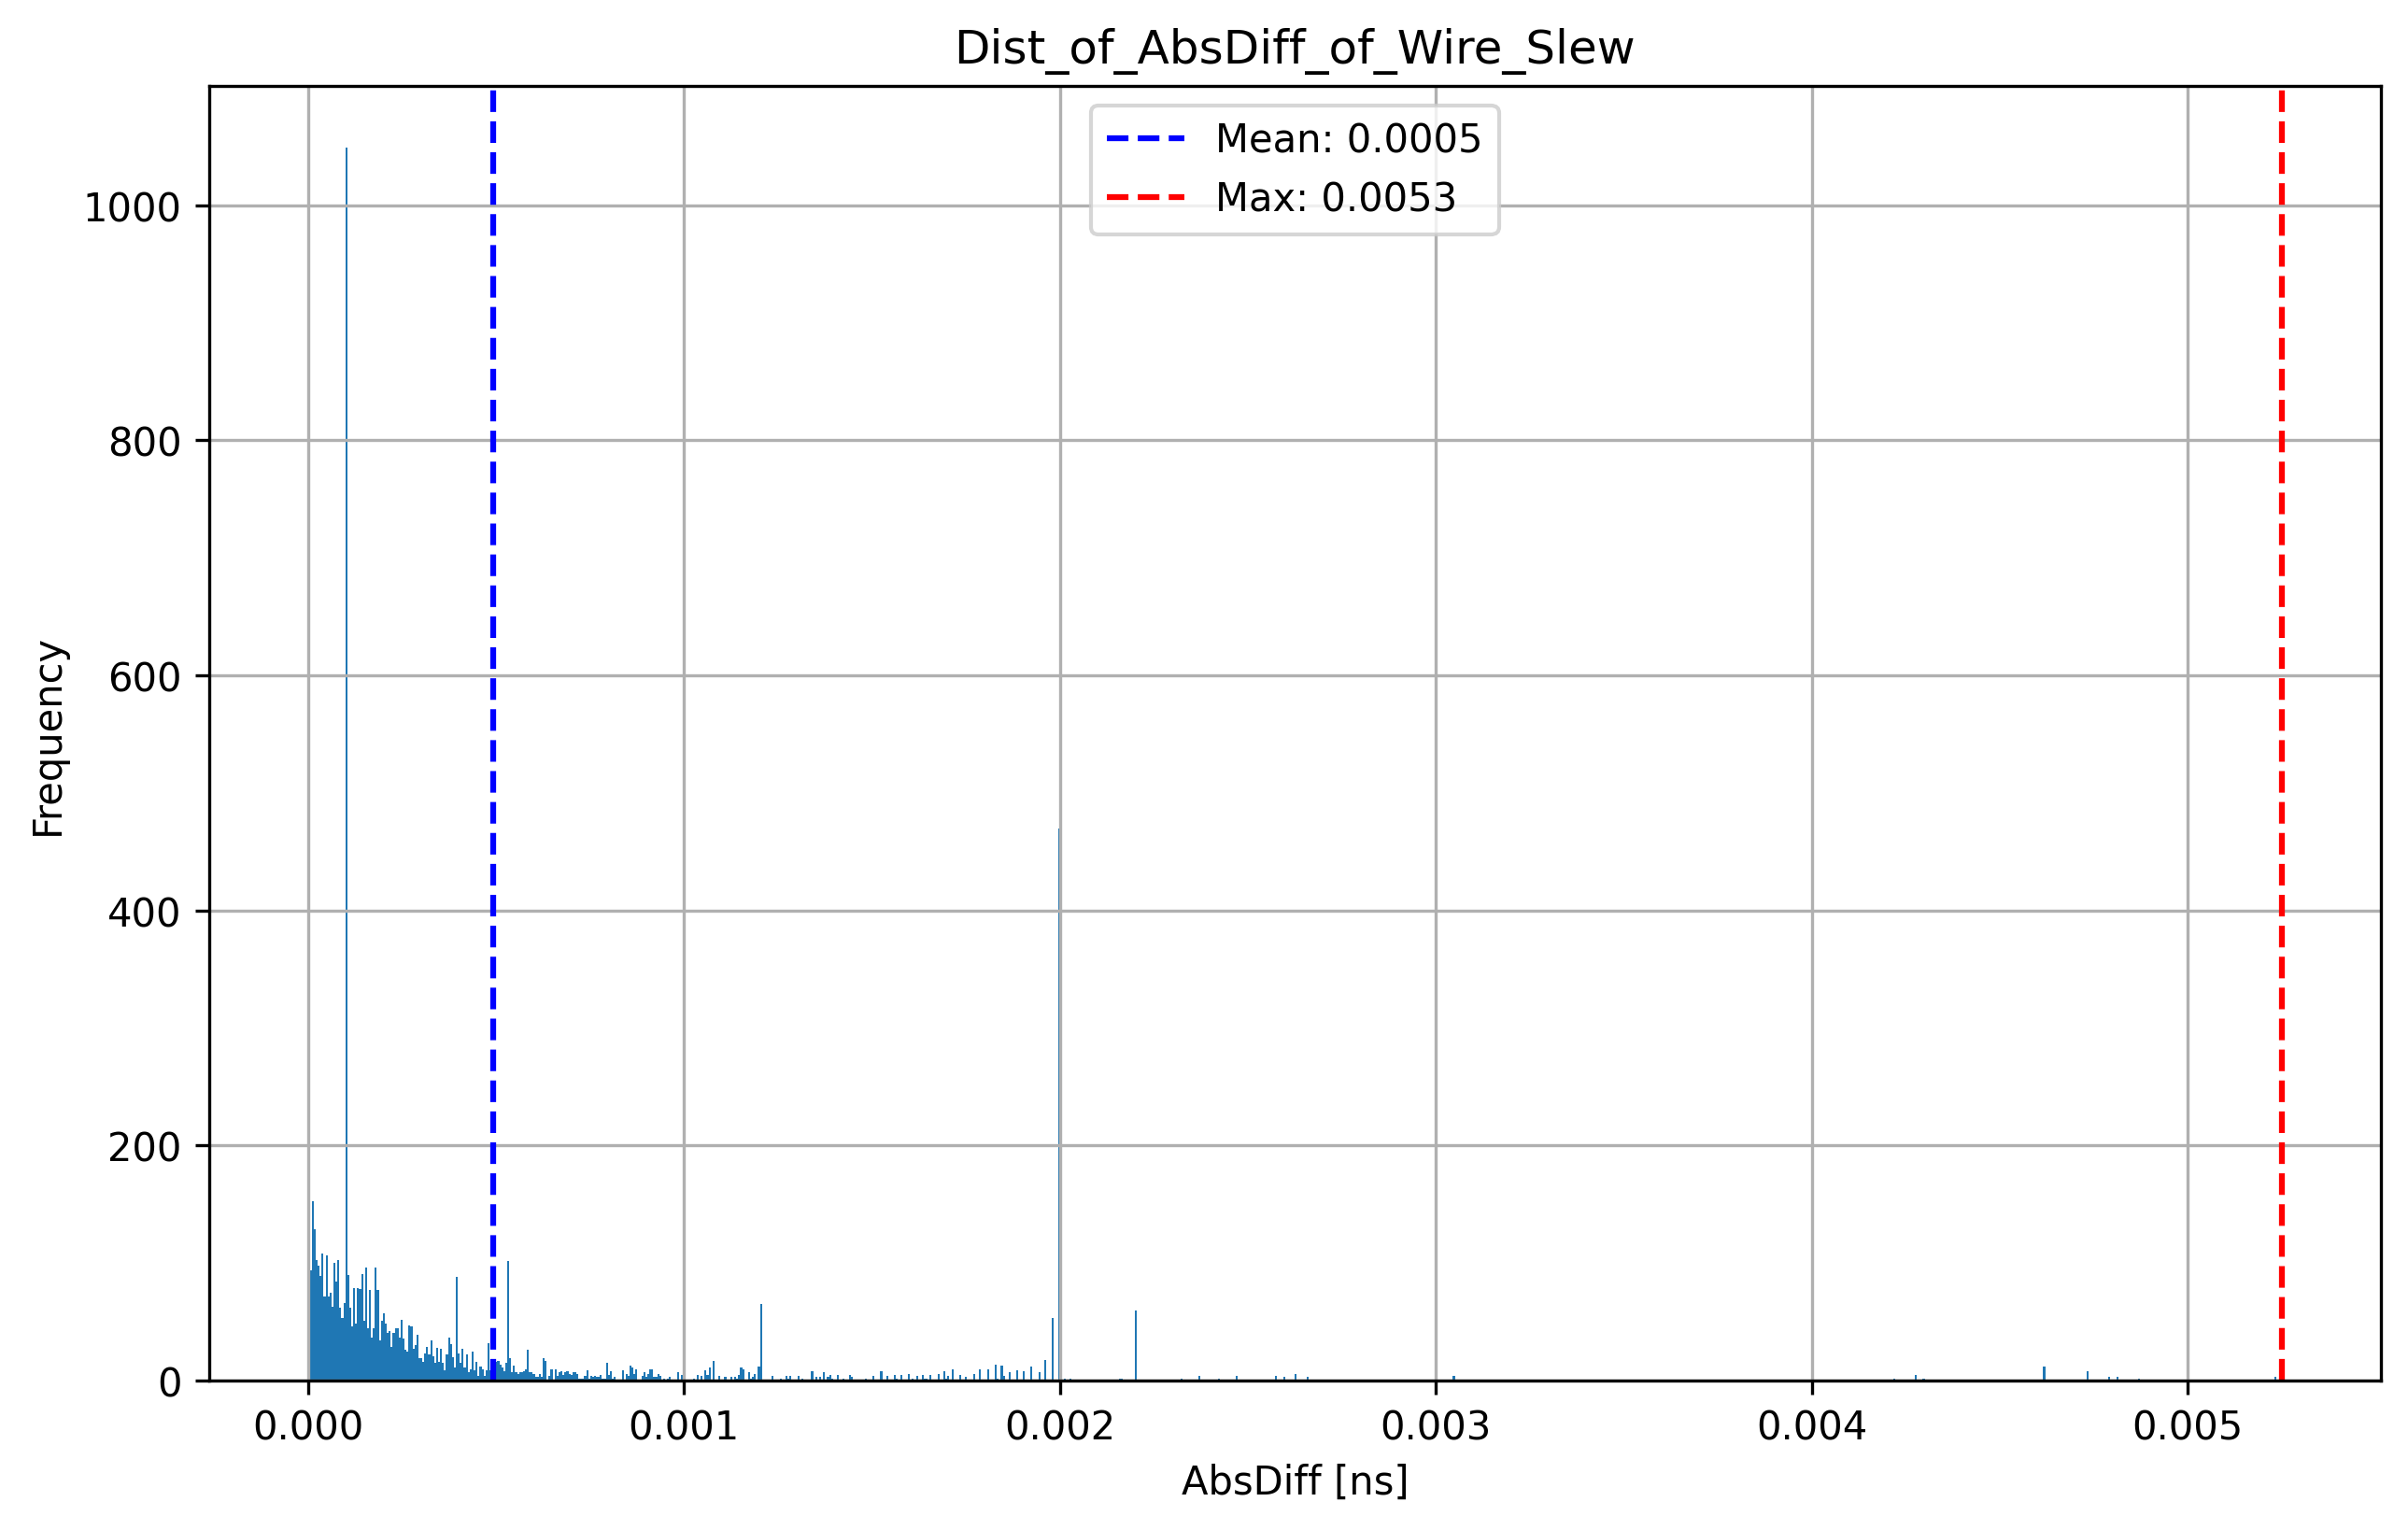 Dist_of_AbsDiff_of_Wire_Slew
Mean: 0.0005
Max: 0.0053
Frequency
1000
800
600
400
200
0
0.000 0.001 0.002 0.003 0.004 0.005
AbsDiff [ns]